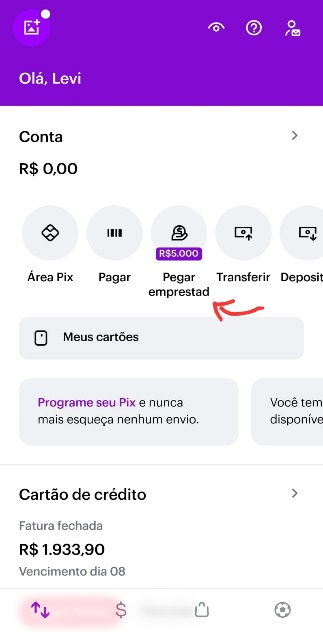 Olá, Levi
Conta
R$ 0,00
R$5.000
Área Pix
Pagar
Pegar
emprestad
Transferir
Deposit
Meus cartões
Programe seu Pix e nunca
mais esqueça nenhum envio.
Você tem
disponíve
Cartão de crédito
Fatura fechada
R$ 1.933,90
Vencimento dia 08